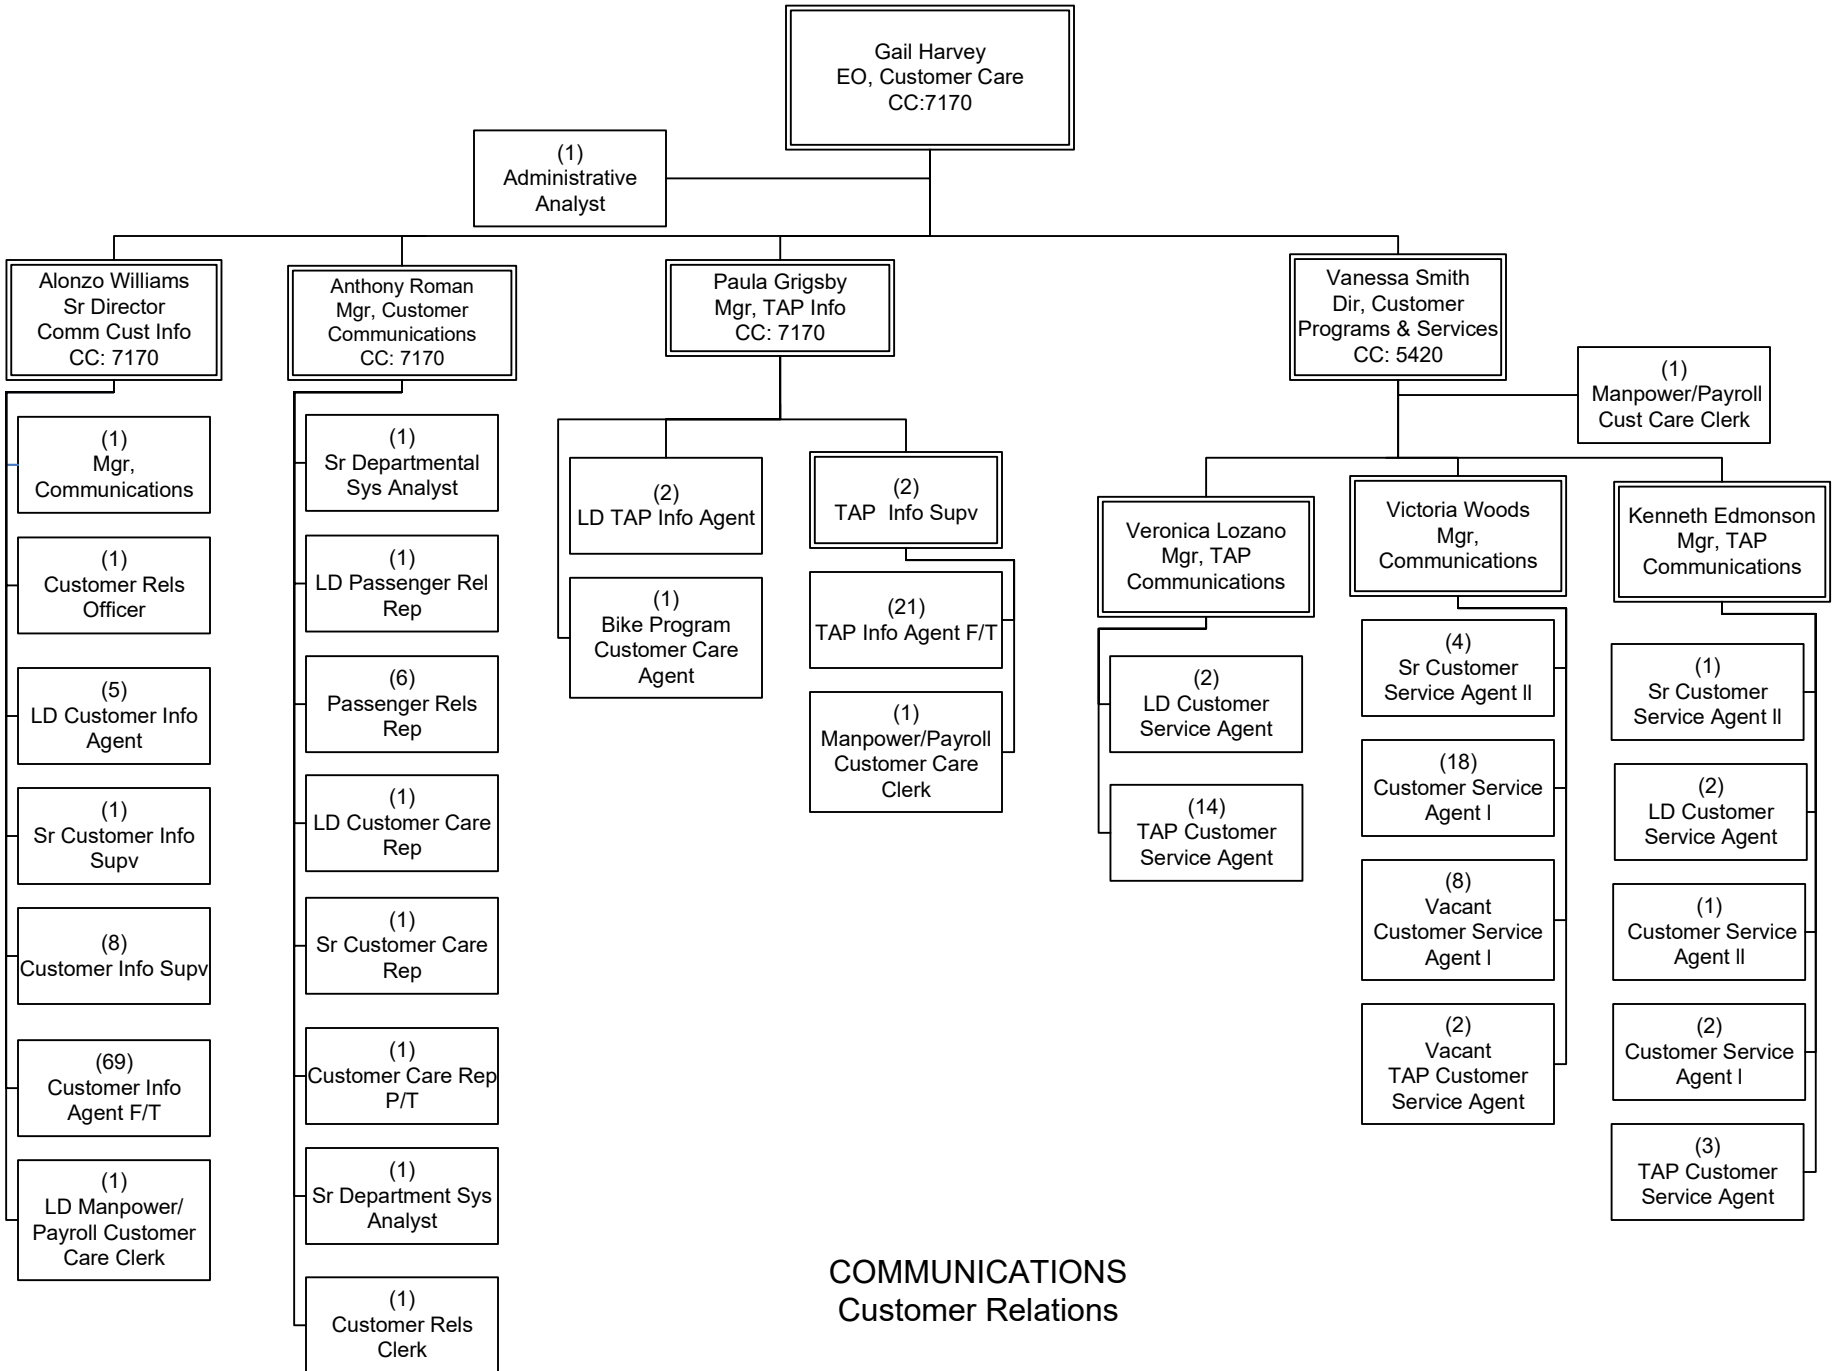 Gail Harvey
EO, Customer Care
CC:7170
(1)
Administrative
Analyst
Alonzo Williams
Sr Director
Comm Cust Info
CC: 7170
(1)
Mgr,
Communications
(1)
Customer Rels
Officer
(5)
LD Customer Info
Agent
(1)
Sr Customer Info
Supv
(8)
Customer Info Supv
(69)
Customer Info
Agent F/T
(1)
LD Manpower/
Payroll Customer
Care Clerk
Anthony Roman
Mgr, Customer
Communications
CC: 7170
(1)
Sr Departmental
Sys Analyst
(1)
LD Passenger Rel
Rep
(6)
Passenger Rels
Rep
(1)
LD Customer Care
Rep
(1)
Sr Customer Care
Rep
(1)
Customer Care Rep
P/T
(1)
Sr Department Sys
Analyst
(1)
Customer Rels
Clerk
Paula Grigsby
Mgr, TAP Info
CC: 7170
(2)
LD TAP Info Agent
(1)
Bike Program
Customer Care
Agent
(2)
TAP  Info Supv
(21)
TAP Info Agent F/T
(1)
Manpower/Payroll
Customer Care
Clerk
Vanessa Smith
Dir, Customer
Programs & Services
CC: 5420
(1)
Manpower/Payroll
Cust Care Clerk
Veronica Lozano
Mgr, TAP
Communications
(2)
LD Customer
Service Agent
(14)
TAP Customer
Service Agent
Victoria Woods
Mgr,
Communications
(4)
Sr Customer
Service Agent ll
(18)
Customer Service
Agent l
(8)
Vacant
Customer Service
Agent l
(2)
Vacant
TAP Customer
Service Agent
Kenneth Edmonson
Mgr, TAP
Communications
(1)
Sr Customer
Service Agent ll
(2)
LD Customer
Service Agent
(1)
Customer Service
Agent ll
(2)
Customer Service
Agent l
(3)
TAP Customer
Service Agent
COMMUNICATIONS
Customer Relations